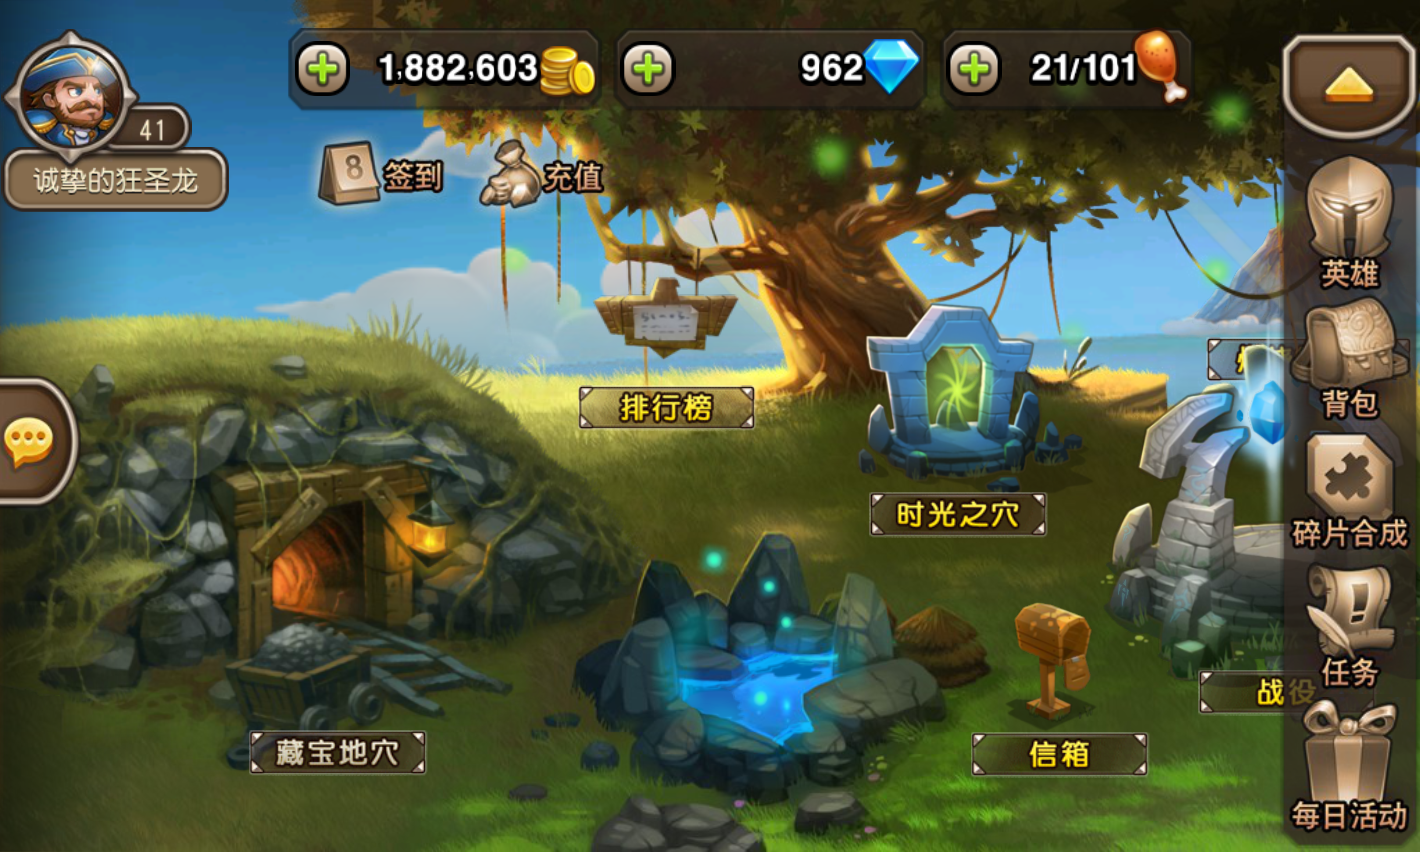 1,882,603
962
21/101
41
诚挚的狂圣龙
8
签到
充值
英雄
背包
排行榜
时光之穴
碎片合成
任务
战役
藏宝地穴
信箱
每日活动